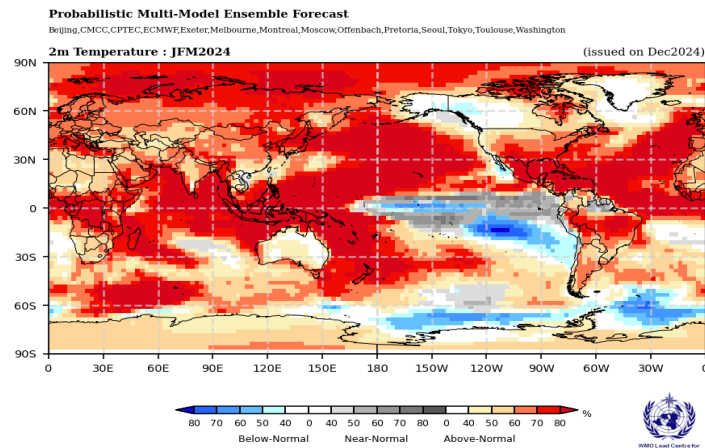 Probabilistic Multi-Model Ensemble Forecast
Beijing,CMCC,CPTEC,ECMWF,Exeter,Melbourne,Montreal,Moscow,Offenbach,Pretoria,Seoul,Tokyo,Toulouse,Washington
2m Temperature : JFM2024 (issued on Dec2024)
90N
60N
30N
0
30S
60S
90S
0 30E 60E 90E 120E 150E 180 150W 120W 90W 60W 30W 0
80 70 60 50 40 0 40 50 60 70 80 0 40 50 60 70 80 %
Below-Normal Near-Normal Above-Normal
WMO Lead Centre for